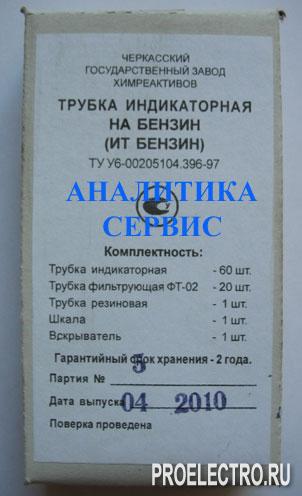 ЧЕРКАССКИЙ
ГОСУДАРСТВЕННЫЙ ЗАВОД
ХИМРЕАКТИВОВ
ТРУБКА ИНДИКАТОРНАЯ
НА БЕНЗИН
(ИТ БЕНЗИН)
ТУ У6-00205104.396-97
АНАЛИТИКА
СЕРВИС
Комплектность:
Трубка индикаторная - 60 шт.
Трубка фильтрующая ФТ-02 - 20 шт.
Трубка резиновая - 1 шт.
Шкала - 1 шт.
Вскрыватель - 1 шт.
Гарантийный срок хранения - 2 года.
Партия № 5
Дата выпуска 04 2010
Поверка проведена
PROELECTRO.RU